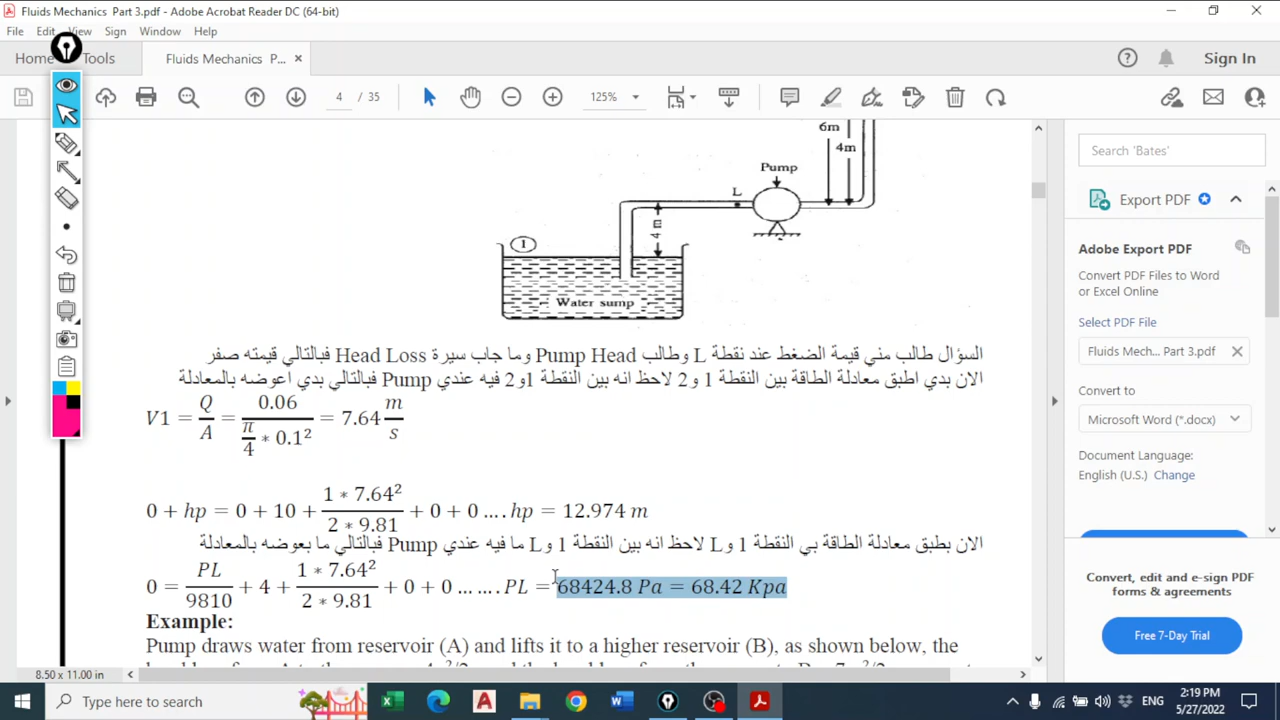 Fluids Mechanics Part 3.pdf - Adobe Acrobat Reader DC (64-bit)
File Edit View Sign Window Help
Home Tools Fluids Mechanics P... × Sign In
4 / 35 125%
Search 'Bates'
Export PDF
Adobe Export PDF
Convert PDF Files to Word
or Excel Online
Select PDF File
Fluids Mech... Part 3.pdf
Convert to
Microsoft Word (*.docx)
Document Language:
English (U.S.) Change
Convert, edit and e-sign PDF
forms & agreements
Free 7-Day Trial
6m
4m
Pump
L
4 m
1
Water sump
السؤال طالب مني قيمة الضغط عند نقطة L وطالب Pump Head وما جاب سيرة Head Loss فبالتالي قيمته صفر
الان بدي اطبق معادلة الطاقة بين النقطة 1 و2 لاحظ انه بين النقطة 1و2 فيه عندي Pump فبالتالي بدي اعوضه بالمعادلة
V1 = Q/A = 0.06 / (π/4 * 0.1²) = 7.64 m/s
0 + hp = 0 + 10 + (1 * 7.64²)/(2 * 9.81) + 0 + 0 .... hp = 12.974 m
الان بطبق معادلة الطاقة بي النقطة 1 وL لاحظ انه بين النقطة 1 وL ما فيه عندي Pump فبالتالي ما بعوضه بالمعادلة
0 = PL/9810 + 4 + (1 * 7.64²)/(2 * 9.81) + 0 + 0 ... .... PL = 68424.8 Pa = 68.42 Kpa
Example:
Pump draws water from reservoir (A) and lifts it to a higher reservoir (B), as shown below, the
8.50 x 11.00 in
Type here to search
ENG
2:19 PM
5/27/2022